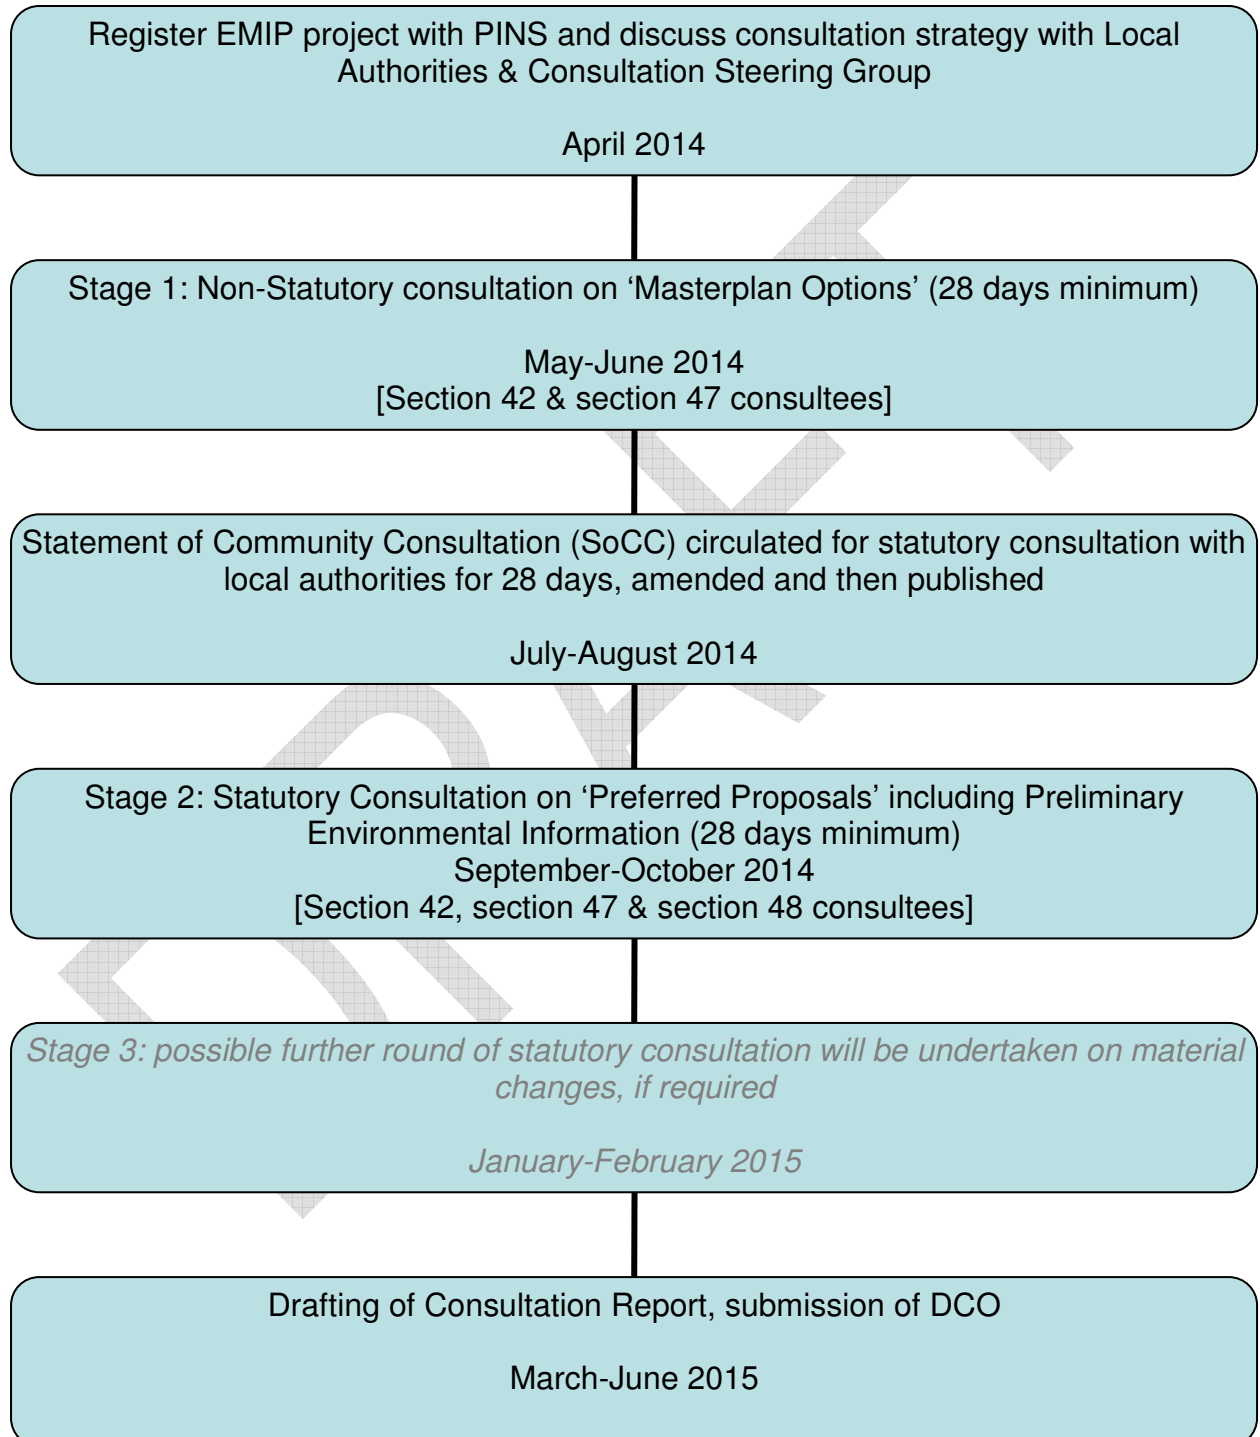 Register EMIP project with PINS and discuss consultation strategy with Local
Authorities & Consultation Steering Group
April 2014
Stage 1: Non-Statutory consultation on ‘Masterplan Options’ (28 days minimum)
May-June 2014
[Section 42 & section 47 consultees]
Statement of Community Consultation (SoCC) circulated for statutory consultation with
local authorities for 28 days, amended and then published
July-August 2014
Stage 2: Statutory Consultation on ‘Preferred Proposals’ including Preliminary
Environmental Information (28 days minimum)
September-October 2014
[Section 42, section 47 & section 48 consultees]
Stage 3: possible further round of statutory consultation will be undertaken on material
changes, if required
January-February 2015
Drafting of Consultation Report, submission of DCO
March-June 2015
DRAFT